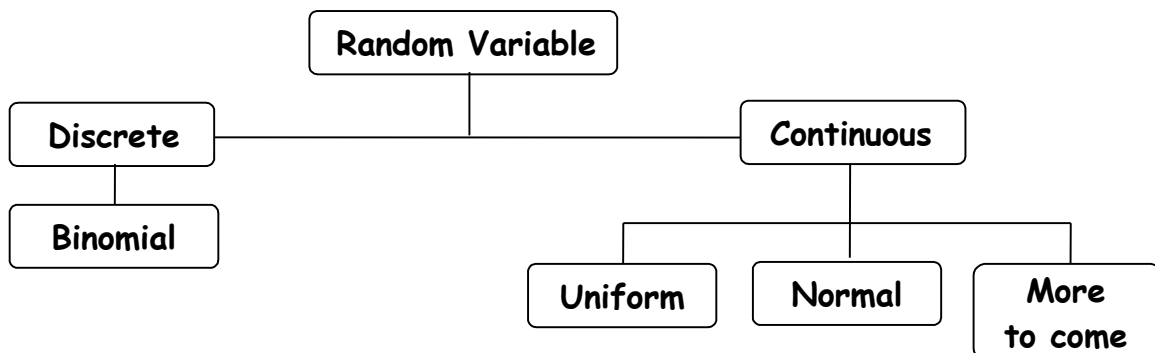 Random Variable
Discrete
Continuous
Binomial
Uniform
Normal
More
to come